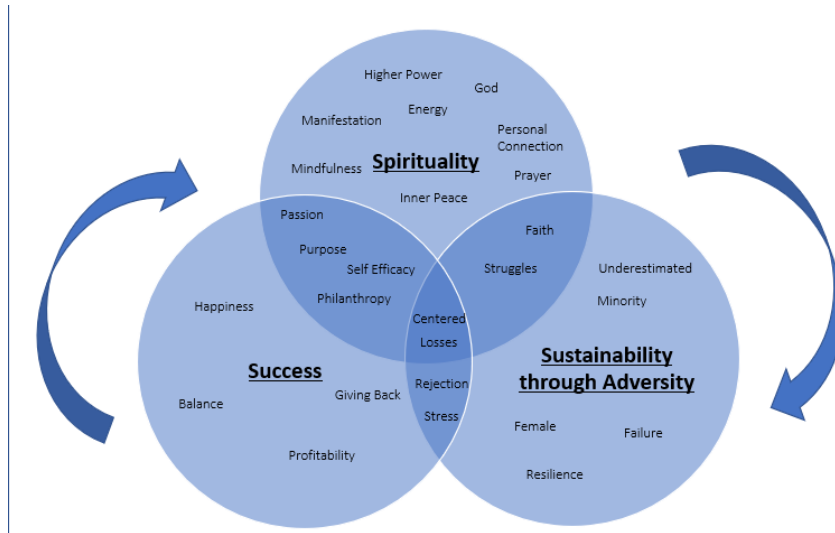 Higher Power
God
Energy
Manifestation
Personal
Connection
Spirituality
Mindfulness
Prayer
Inner Peace
Passion
Faith
Purpose
Self Efficacy
Struggles
Underestimated
Philanthropy
Minority
Happiness
Centered
Losses
Sustainability
through Adversity
Success
Rejection
Giving Back
Balance
Stress
Female
Failure
Profitability
Resilience